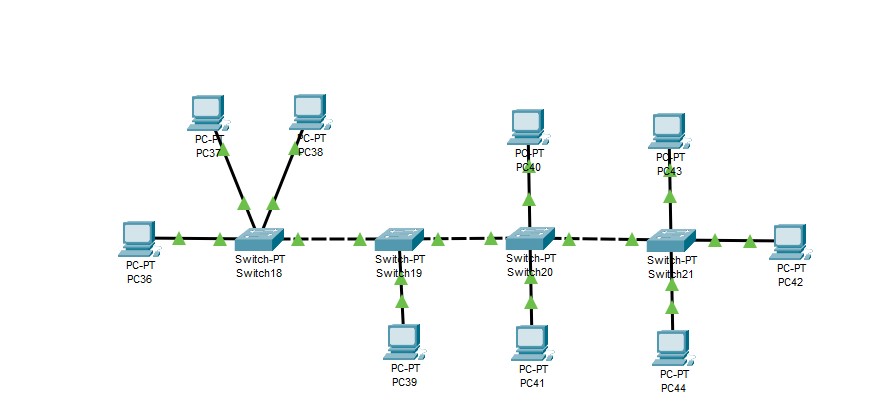 PC-PT
PC37
PC-PT
PC38
PC-PT
PC40
PC-PT
PC43
PC-PT
PC36
Switch-PT
Switch18
Switch-PT
Switch19
Switch-PT
Switch20
Switch-PT
Switch21
PC-PT
PC42
PC-PT
PC39
PC-PT
PC41
PC-PT
PC44